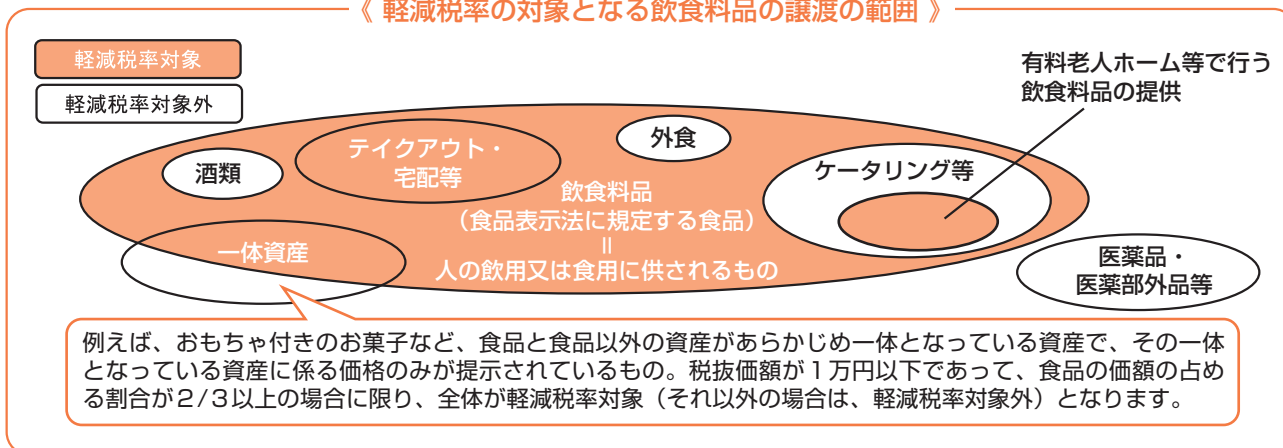 《 軽減税率の対象となる飲食料品の譲渡の範囲 》
軽減税率対象
軽減税率対象外
有料老人ホーム等で行う
飲食料品の提供
酒類
テイクアウト・
宅配等
外食
ケータリング等
飲食料品
（食品表示法に規定する食品）
＝
人の飲用又は食用に供されるもの
一体資産
医薬品・
医薬部外品等
例えば、おもちゃ付きのお菓子など、食品と食品以外の資産があらかじめ一体となっている資産で、その一体
となっている資産に係る価格のみが提示されているもの。税抜価額が１万円以下であって、食品の価額の占め
る割合が２/３以上の場合に限り、全体が軽減税率対象（それ以外の場合は、軽減税率対象外）となります。